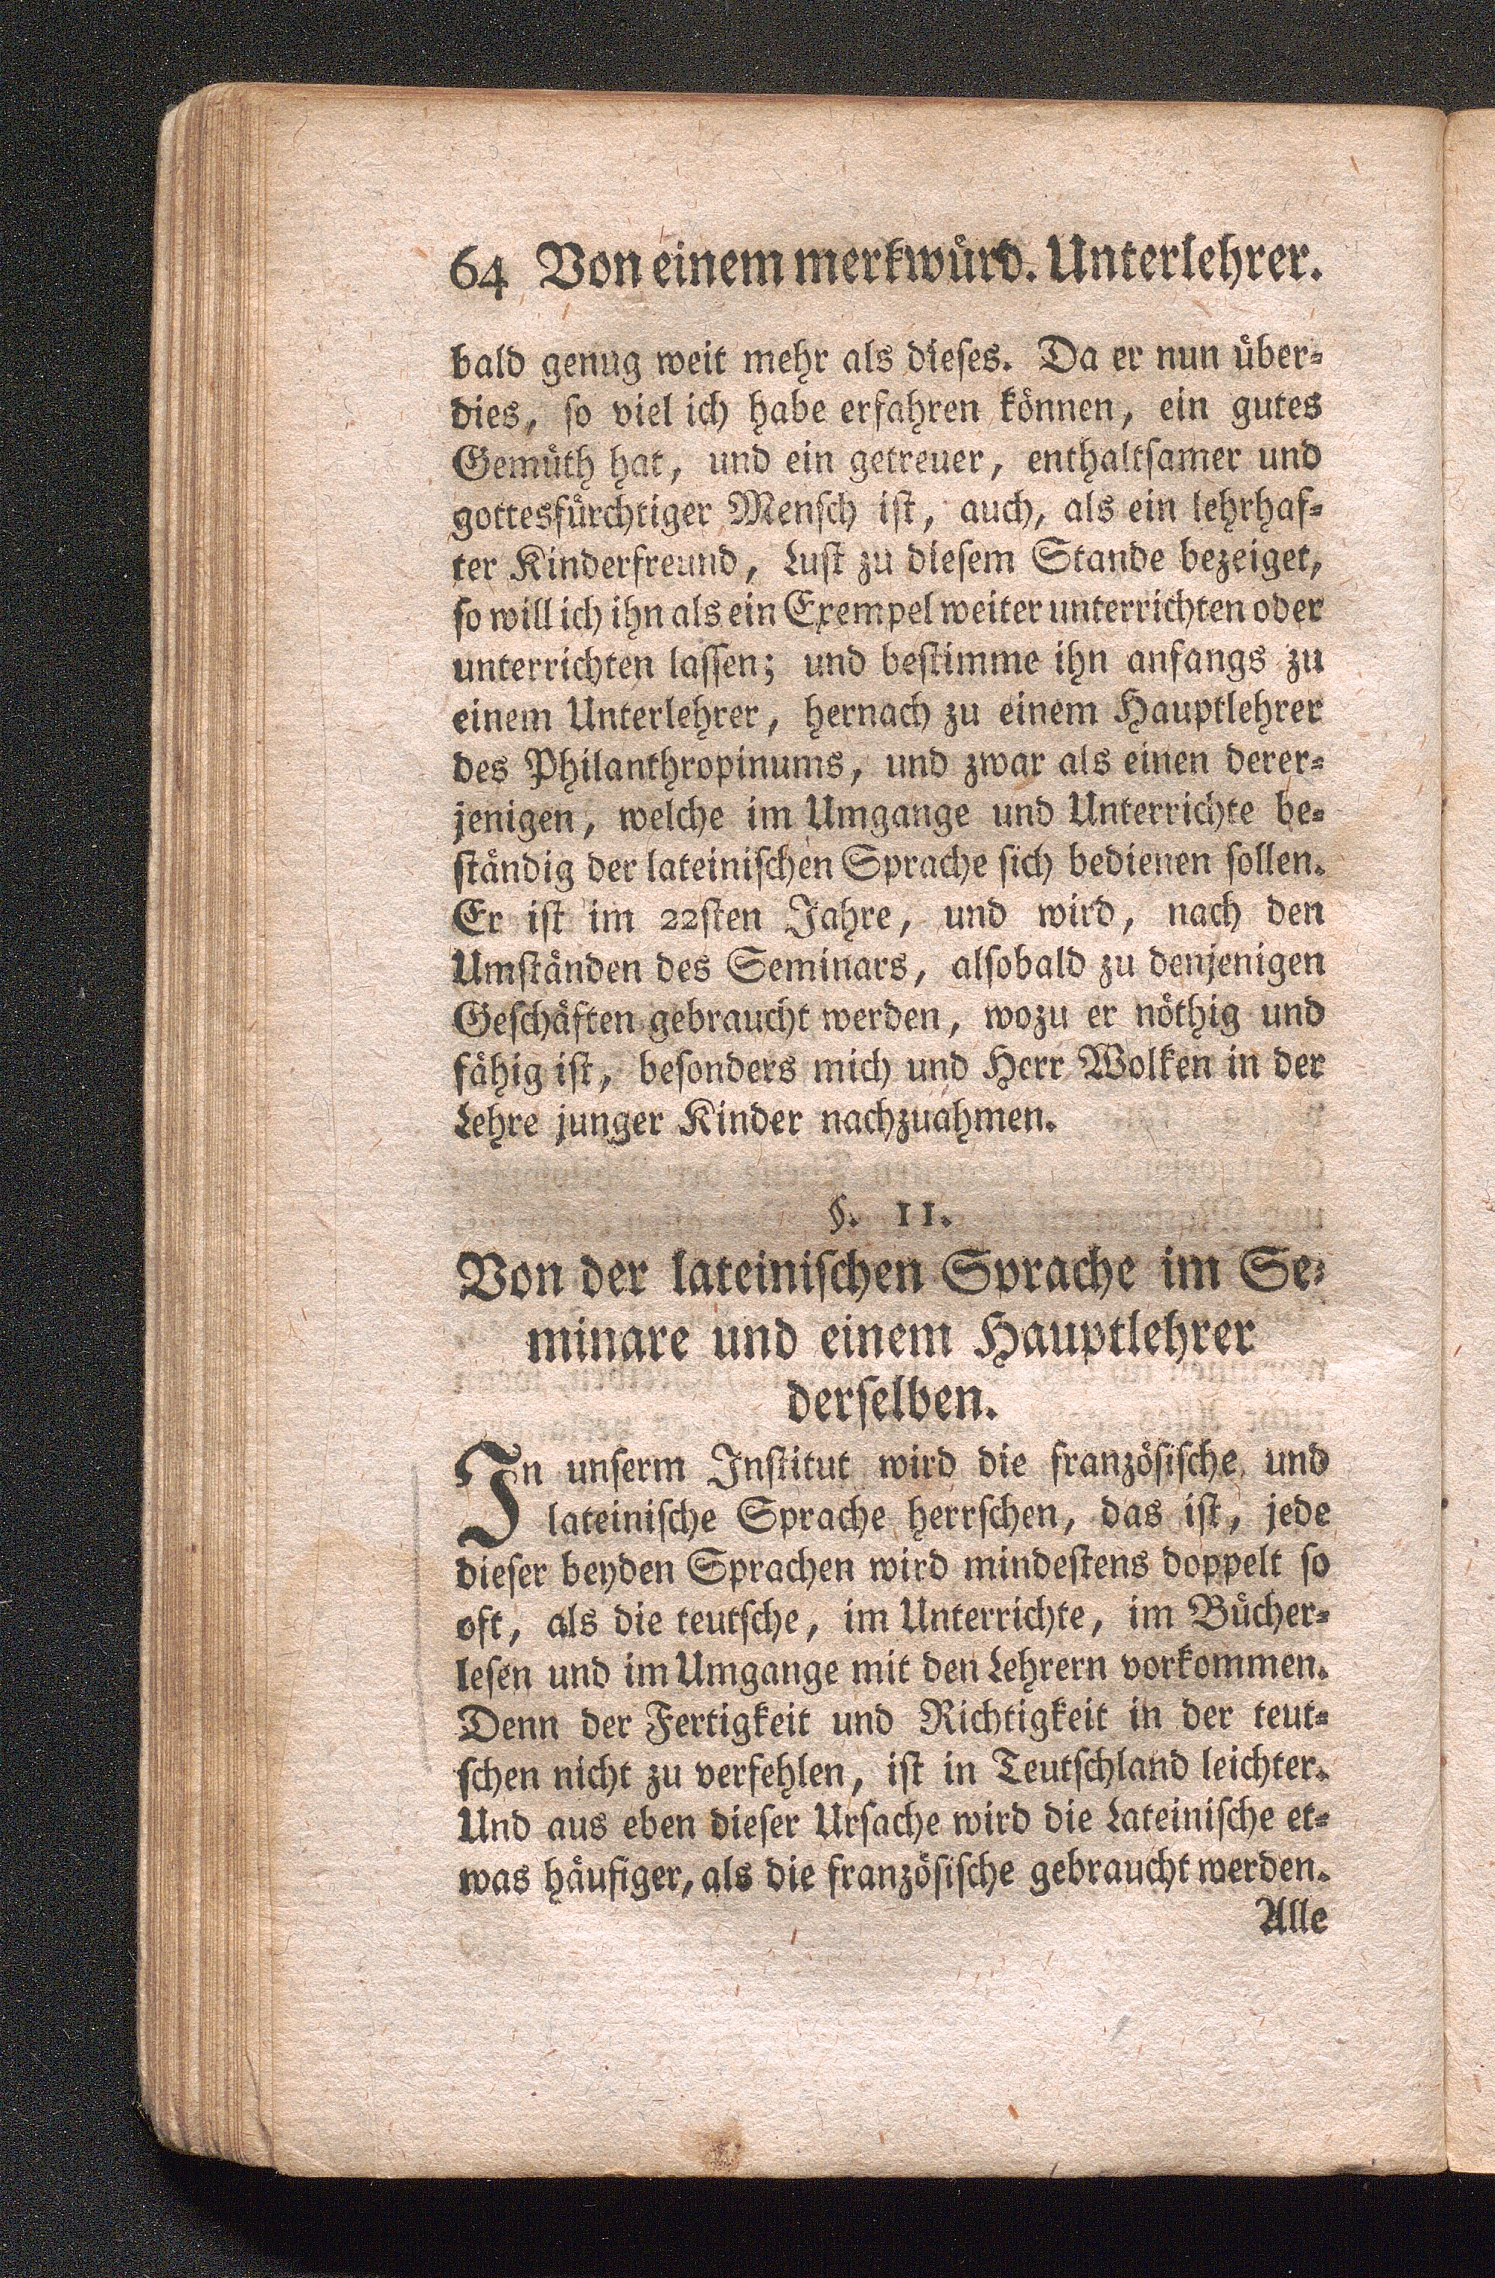 64 Von einem merkwürd. Unterlehrer.
bald genug weit mehr als dieses. Da er nun über-
dies, so viel ich habe erfahren können, ein gutes
Gemüth hat, und ein getreuer, enthaltsamer und
gottesfürchtiger Mensch ist, auch, als ein lehrhaf-
ter Kinderfreund, Lust zu diesem Stande bezeiget,
so will ich ihn als ein Exempel weiter unterrichten oder
unterrichten lassen; und bestimme ihn anfangs zu
einem Unterlehrer, hernach zu einem Hauptlehrer
des Philanthropinums, und zwar als einen derer-
jenigen, welche im Umgange und Unterrichte be-
ständig der lateinischen Sprache sich bedienen sollen.
Er ist im 22sten Jahre, und wird, nach den
Umständen des Seminars, alsobald zu denjenigen
Geschäften gebraucht werden, wozu er nöthig und
fähig ist, besonders mich und Herr Wolken in der
Lehre junger Kinder nachzuahmen.
§. 11.
Von der lateinischen Sprache im Se-
minare und einem Hauptlehrer
derselben.
In unserm Institut wird die französische und
lateinische Sprache herrschen, das ist, jede
dieser beyden Sprachen wird mindestens doppelt so
oft, als die teutsche, im Unterrichte, im Bücher-
lesen und im Umgange mit den Lehrern vorkommen.
Denn der Fertigkeit und Richtigkeit in der teut-
schen nicht zu verfehlen, ist in Teutschland leichter.
Und aus eben dieser Ursache wird die Lateinische et-
was häufiger, als die französische gebraucht werden.
Alle